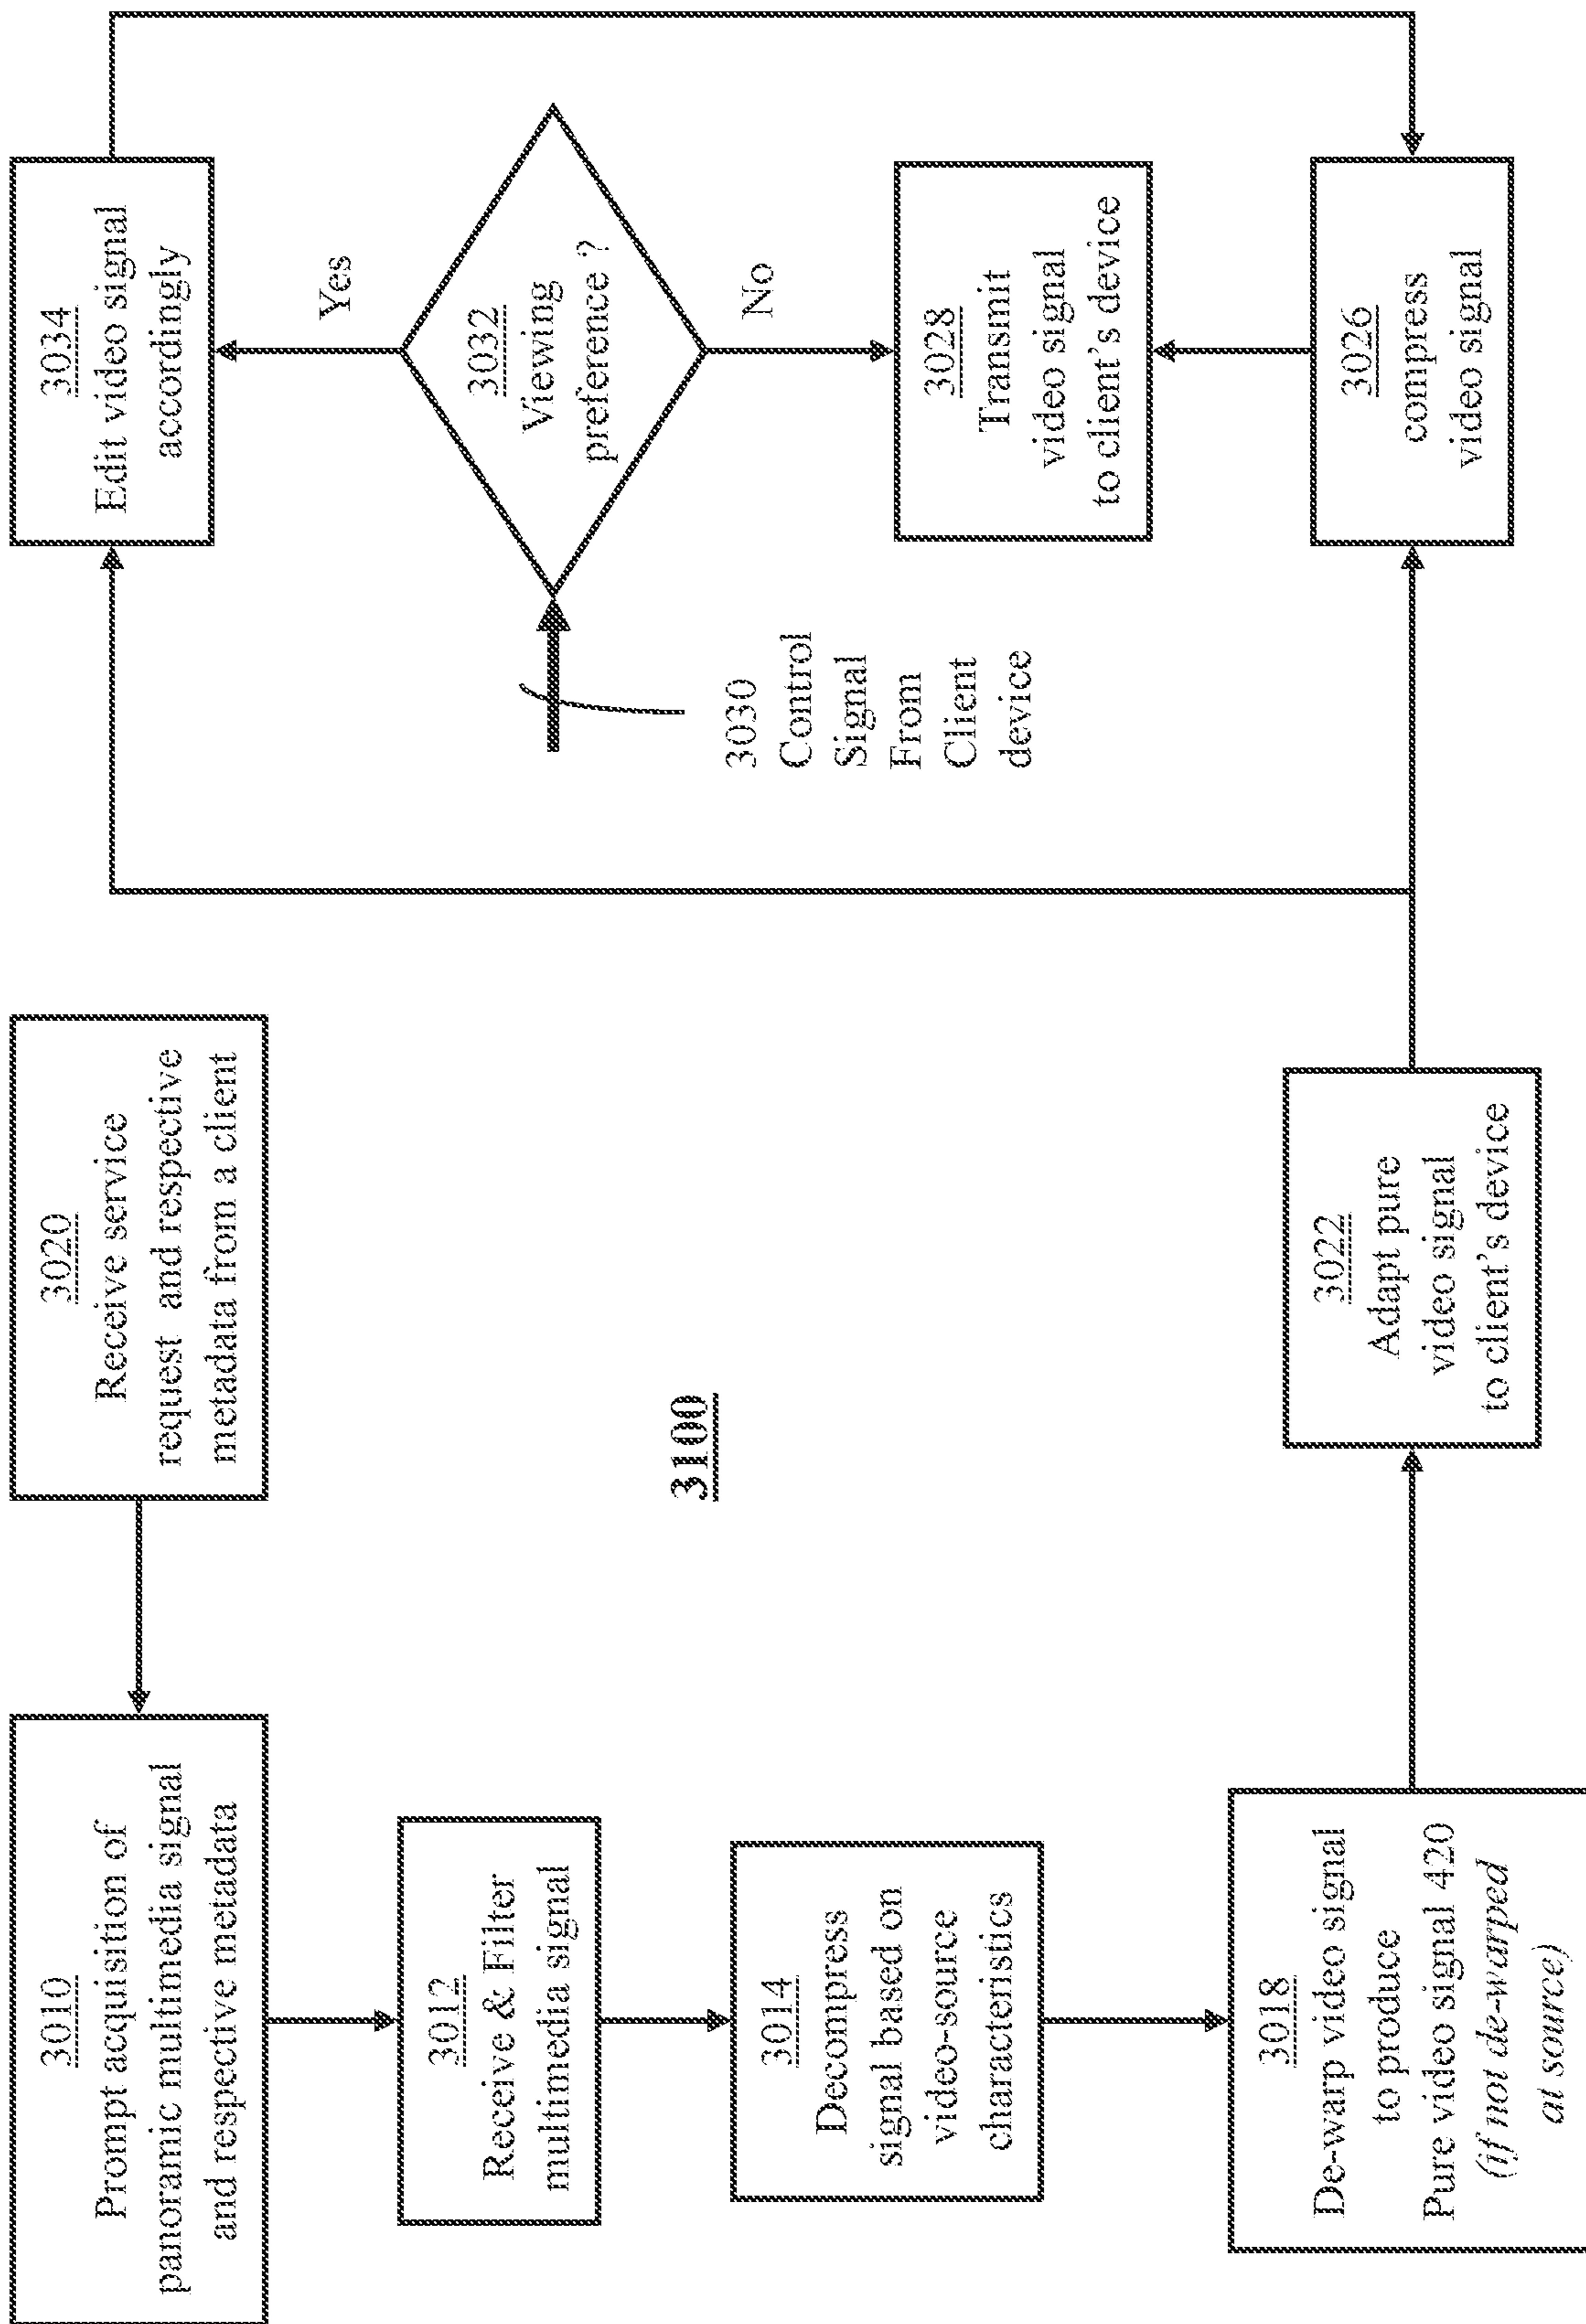 3010
Prompt acquisition of
panoramic multimedia signal
and respective metadata
3020
Receive service
request and respective
metadata from a client
3012
Receive & Filter
multimedia signal
3014
Decompress
signal based on
video-source
characteristics
3018
De-warp video signal
to produce
Pure video signal 420
(if not de-warped
at source)
3100
3022
Adapt pure
video signal
to client's device
3034
Edit video signal
accordingly
Yes
3032
Viewing
preference ?
No
3030
Control
Signal
From
Client
device
3028
Transmit
video signal
to client's device
3026
compress
video signal